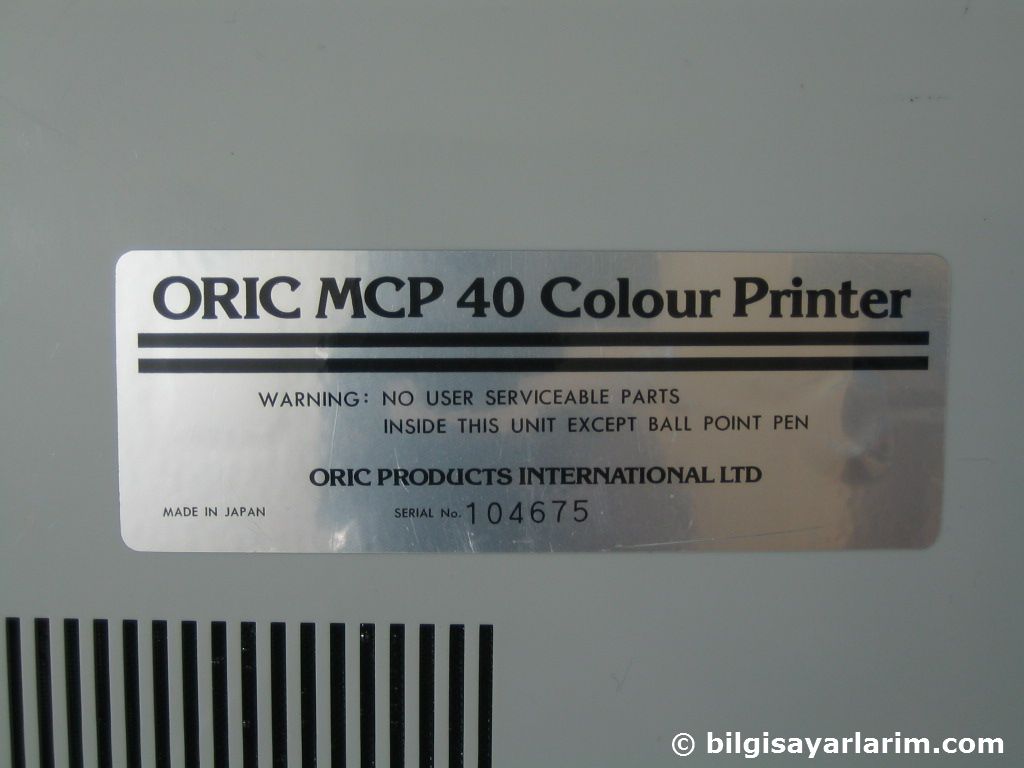 ORIC MCP 40 Colour Printer
WARNING: NO USER SERVICEABLE PARTS
INSIDE THIS UNIT EXCEPT BALL POINT PEN
ORIC PRODUCTS INTERNATIONAL LTD
MADE IN JAPAN SERIAL No. 104675
© bilgisayarlarim.com